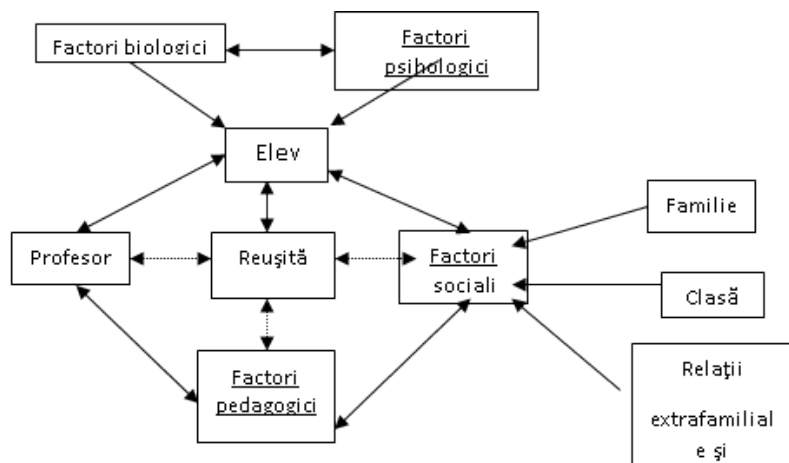 Factori biologici
Factori
psihologici
Elev
Familie
Profesor
Reuşită
Factori
sociali
Clasă
Factori
pedagogici
Relaţii
extrafamilial
e şi